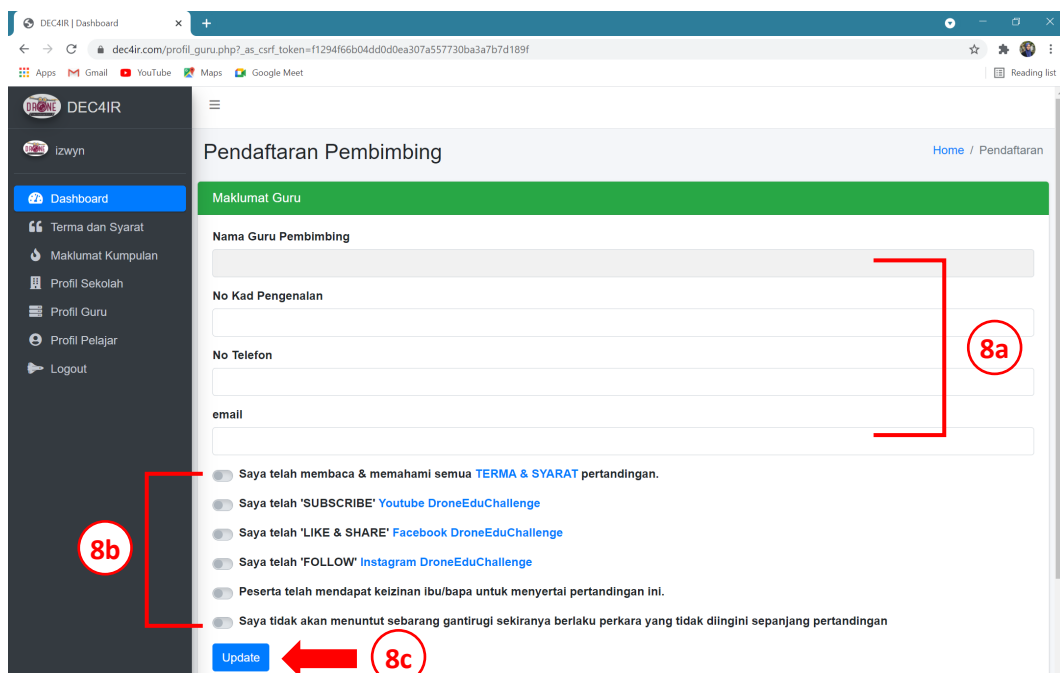 DEC4IR | Dashboard
dec4ir.com/profil_guru.php?_as_csrf_token=f1294f66b04dd0d0ea307a557730ba3a7b7d189f
Apps Gmail YouTube Maps Google Meet Reading list
DRONE DEC4IR
izwyn
Pendaftaran Pembimbing
Home / Pendaftaran
Dashboard
Terma dan Syarat
Maklumat Kumpulan
Profil Sekolah
Profil Guru
Profil Pelajar
Logout
Maklumat Guru
Nama Guru Pembimbing
No Kad Pengenalan
No Telefon
email
8a
Saya telah membaca & memahami semua TERMA & SYARAT pertandingan.
Saya telah 'SUBSCRIBE' Youtube DroneEduChallenge
Saya telah 'LIKE & SHARE' Facebook DroneEduChallenge
Saya telah 'FOLLOW' Instagram DroneEduChallenge
Peserta telah mendapat keizinan ibu/bapa untuk menyertai pertandingan ini.
Saya tidak akan menuntut sebarang gantirugi sekiranya berlaku perkara yang tidak diingini sepanjang pertandingan
8b
Update
8c